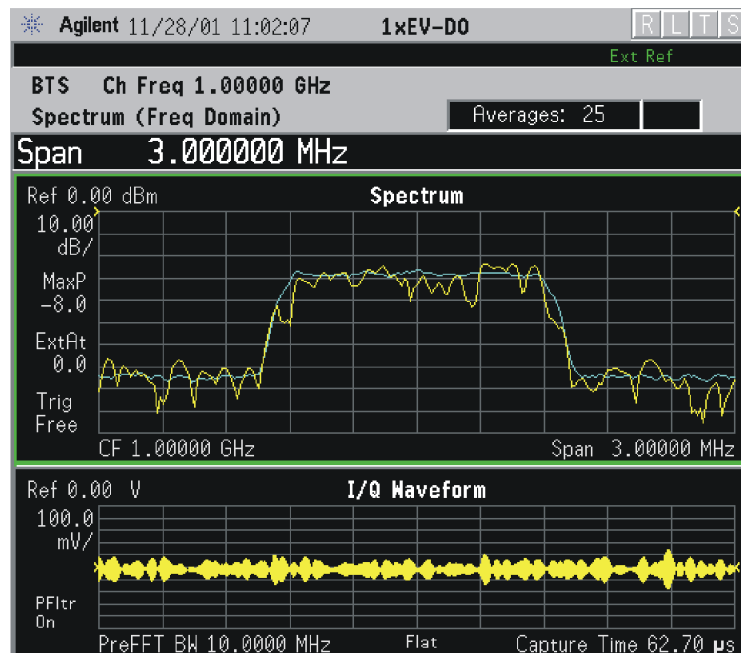 Agilent 11/28/01 11:02:07 1xEV-DO R L T S
Ext Ref
BTS Ch Freq 1.00000 GHz
Spectrum (Freq Domain) Averages: 25
Span 3.000000 MHz
Ref 0.00 dBm Spectrum
10.00
dB/
MaxP
-8.0
ExtAt
0.0
Trig
Free
CF 1.00000 GHz Span 3.00000 MHz
Ref 0.00 V I/Q Waveform
100.0
mV/
PFltr
On
PreFFT BW 10.0000 MHz Flat Capture Time 62.70 µs